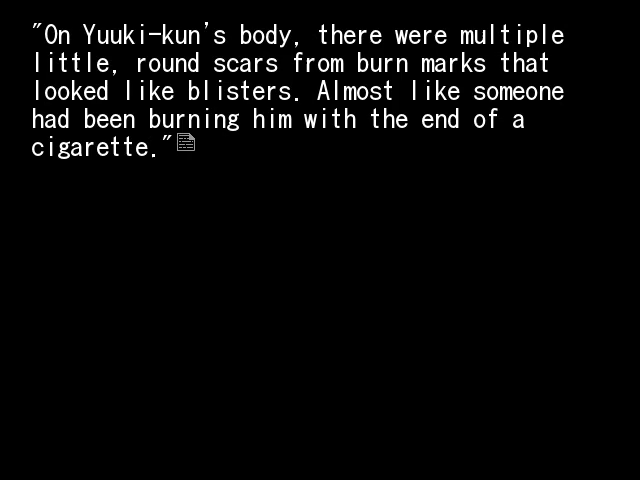 "On Yuuki-kun's body, there were multiple
little, round scars from burn marks that
looked like blisters. Almost like someone
had been burning him with the end of a
cigarette."